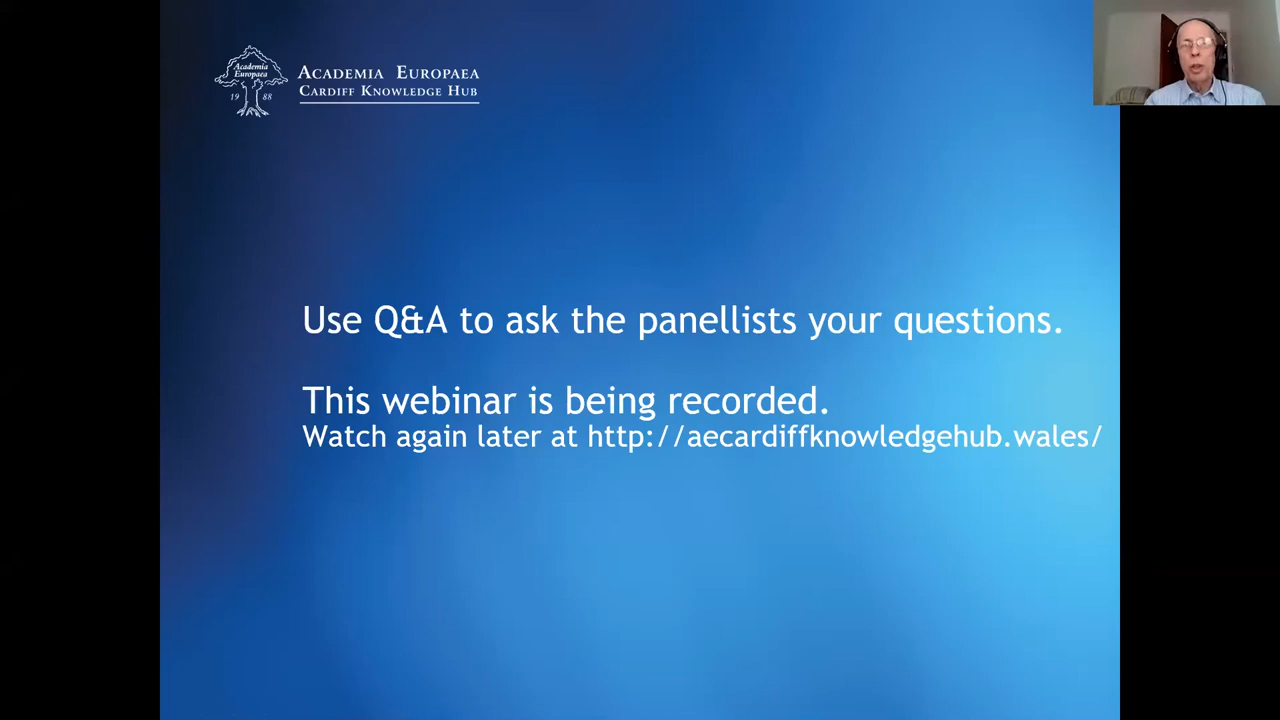 Academia
Europaea
19 88
ACADEMIA EUROPAEA
CARDIFF KNOWLEDGE HUB
Use Q&A to ask the panellists your questions.
This webinar is being recorded.
Watch again later at http://aecardiffknowledgehub.wales/